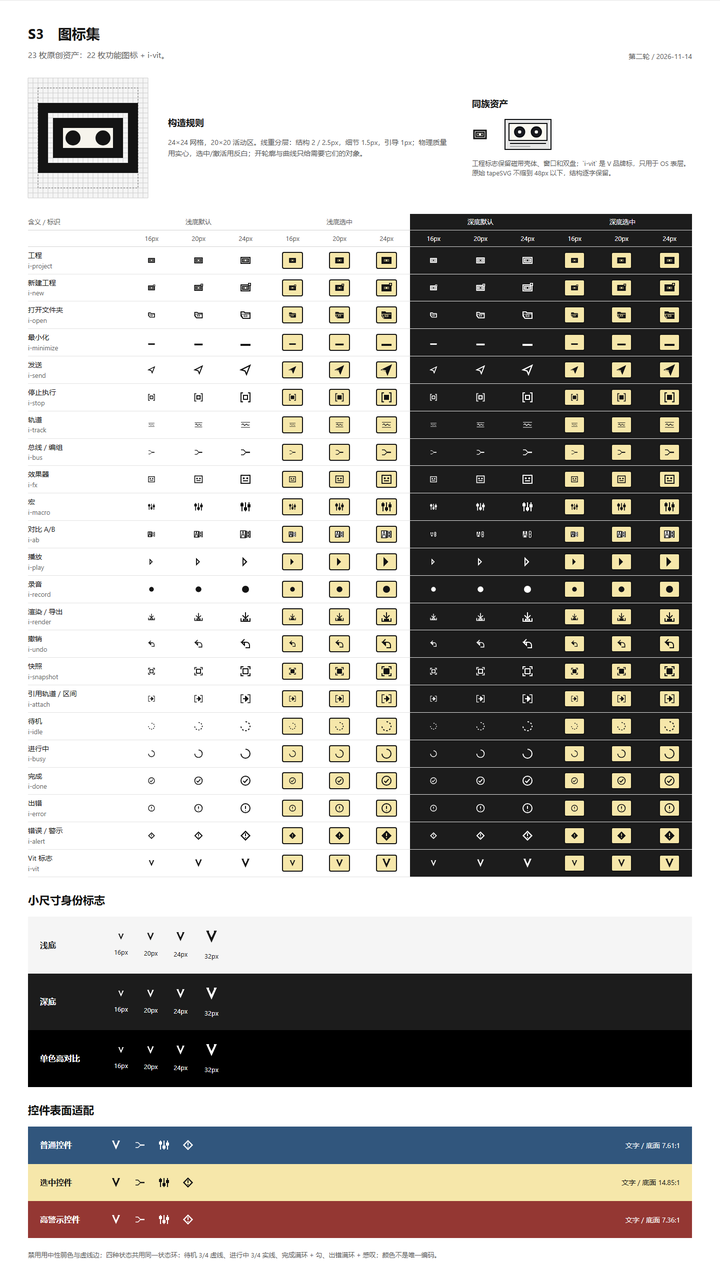 S3 图标集
23 枚原创资产：22 枚功能图标 + i-vit。
第二轮 / 2026-11-14
构造规则
24×24 网格，20×20 活动区。线重分层：结构 2 / 2.5px，细节 1.5px，引导 1px；物理质量
用实心，选中/激活用反白；开轮廓与曲线只给需要它们的对象。
同族资产
工程标志保留磁带壳体、窗口和双盘；`i-vit` 是 V 品牌标，只用于 OS 表层。
原始 tapeSVG 不缩到 48px 以下，结构逐字保留。
含义 / 标识 浅底默认 浅底选中 深底默认 深底选中
16px 20px 24px 16px 20px 24px 16px 20px 24px 16px 20px 24px
工程
i-project
新建工程
i-new
打开文件夹
i-open
最小化
i-minimize
发送
i-send
停止执行
i-stop
轨道
i-track
总线 / 编组
i-bus
效果器
i-fx
宏
i-macro
对比 A/B
i-ab
播放
i-play
录音
i-record
渲染 / 导出
i-render
撤销
i-undo
快照
i-snapshot
引用轨道 / 区间
i-attach
待机
i-idle
进行中
i-busy
完成
i-done
出错
i-error
错误 / 警示
i-alert
Vit 标志
i-vit
小尺寸身份标志
浅底
16px 20px 24px 32px
深底
16px 20px 24px 32px
单色高对比
16px 20px 24px 32px
控件表面适配
普通控件 文字 / 底面 7.61:1
选中控件 文字 / 底面 14.85:1
高警示控件 文字 / 底面 7.36:1
禁用用中性颜色与虚线边；四种状态共用同一状态环：待机 3/4 虚线、进行中 3/4 实线、完成满环 + 勾、出错满环 + 感叹；颜色不是唯一编码。